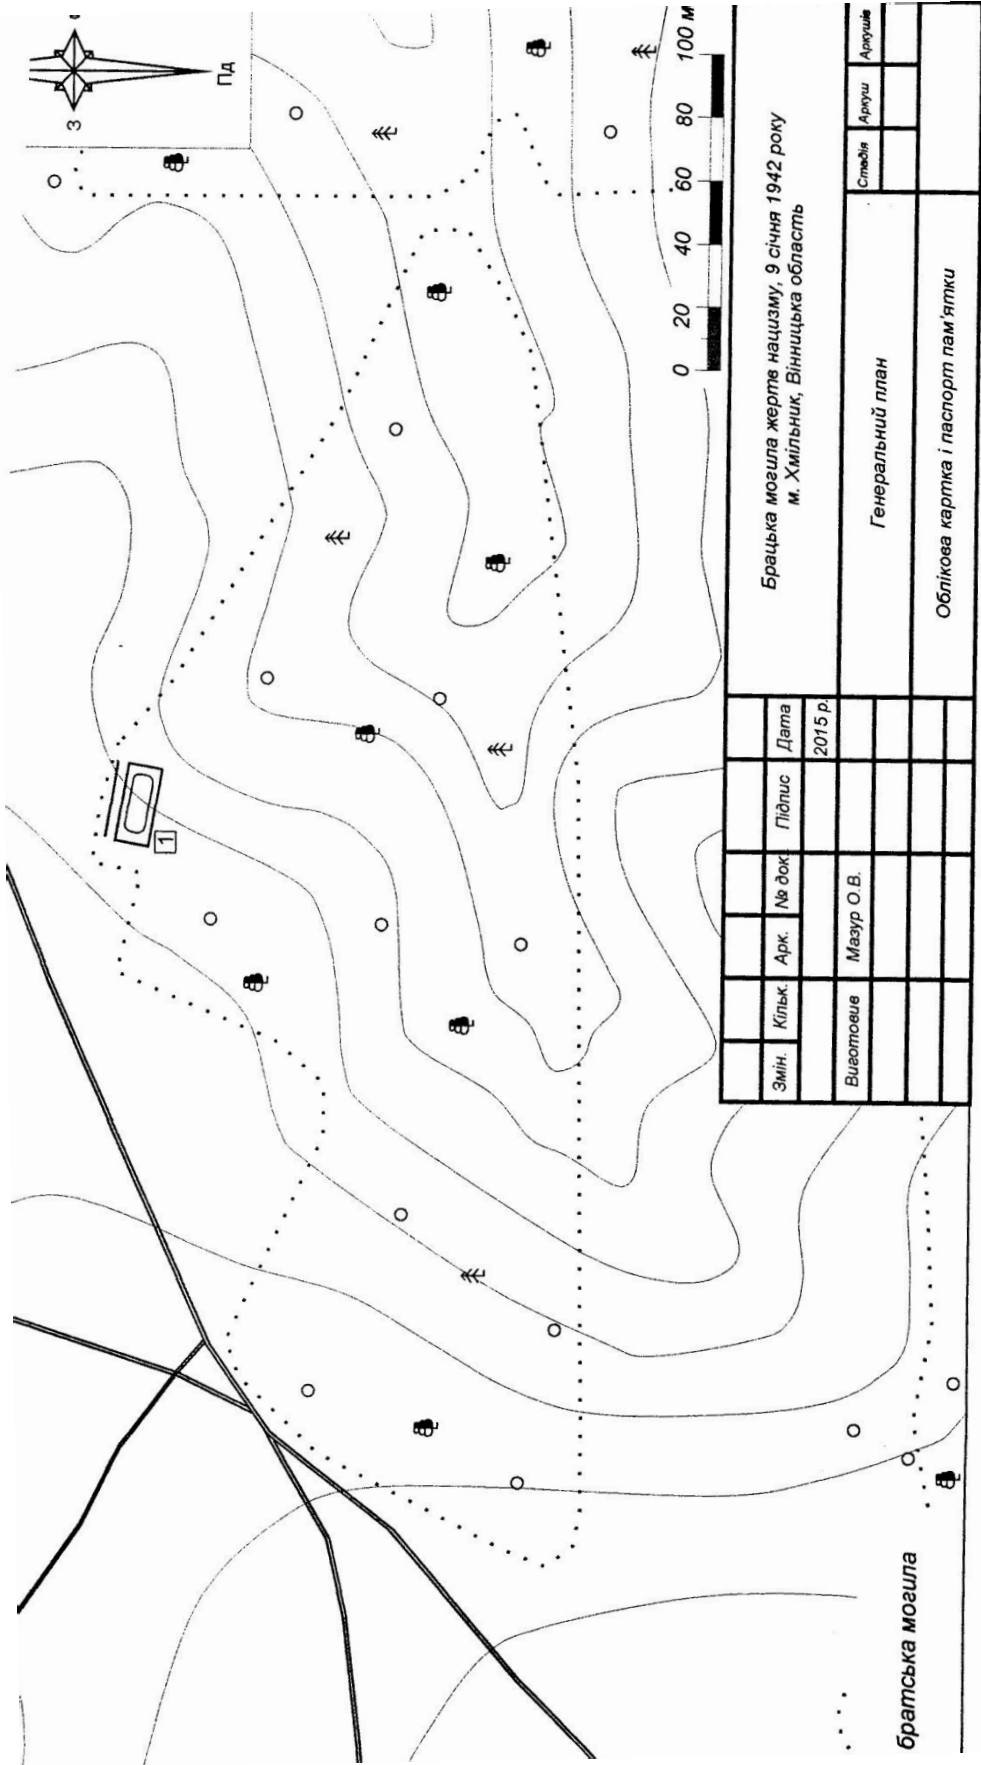 З
Пд
1
0 20 40 60 80 100 м
братська могила
Брацька могила жертв нацизму, 9 січня 1942 року
м. Хмільник, Вінницька область
Змін. Кільк. Арк. № док. Підпис Дата
2015 р.
Виготовив Мазур О.В.
Генеральний план
Стадія Аркуш Аркушів
Облікова картка і паспорт пам'ятки